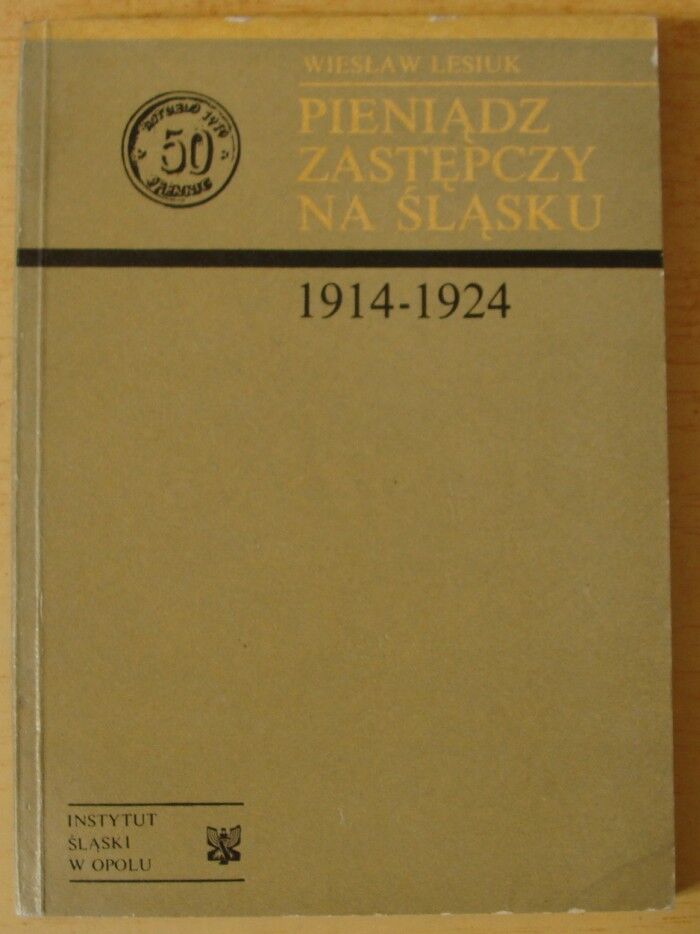 WIESŁAW LESIUK
PIENIĄDZ
ZASTĘPCZY
NA ŚLĄSKU
50
1914-1924
INSTYTUT
ŚLĄSKI
W OPOLU